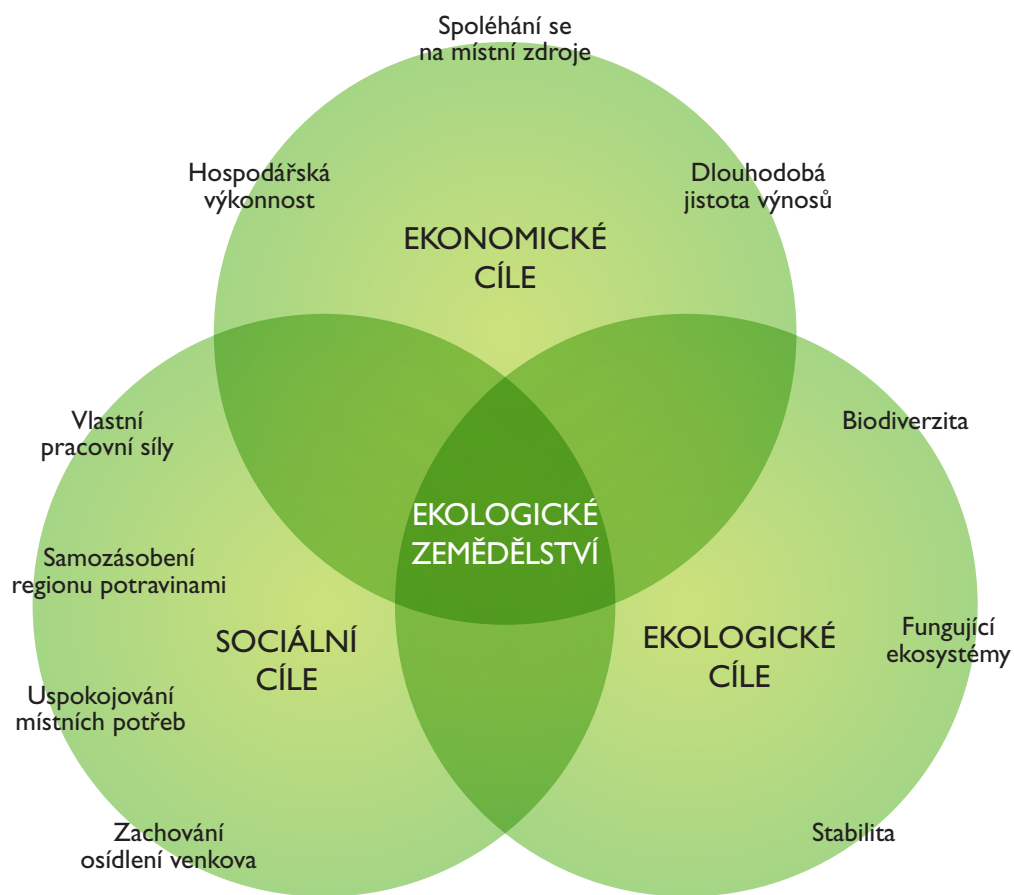 Spoléhání se
na místní zdroje
Hospodářská
výkonnost
Dlouhodobá
jistota výnosů
EKONOMICKÉ
CÍLE
Vlastní
pracovní síly
Biodiverzita
EKOLOGICKÉ
ZEMĚDĚLSTVÍ
Samozásobení
regionu potravinami
SOCIÁLNÍ
CÍLE
EKOLOGICKÉ
CÍLE
Fungující
ekosystémy
Uspokojování
místních potřeb
Zachování
osídlení venkova
Stabilita